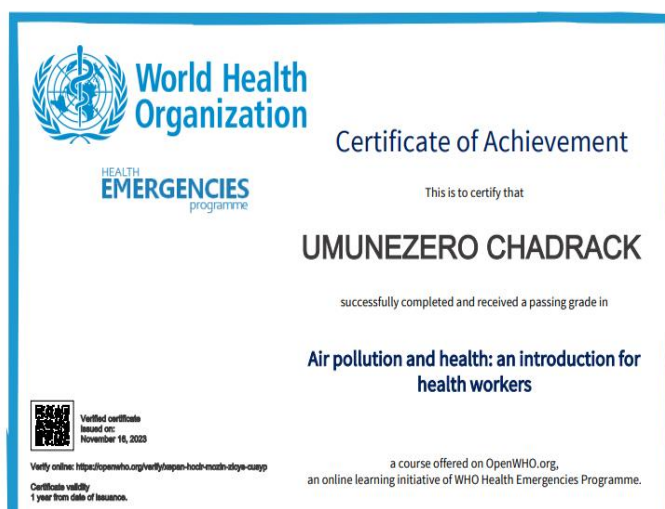 World Health
Organization
HEALTH
EMERGENCIES
programme
Certificate of Achievement
This is to certify that
UMUNEZERO CHADRACK
successfully completed and received a passing grade in
Air pollution and health: an introduction for
health workers
Verified certificate
Issued on:
November 16, 2023
Verify online: https://openwho.org/verify/xepan-hocir-mozin-zicya-cusyp
Certificate validity
1 year from date of issuance.
a course offered on OpenWHO.org,
an online learning initiative of WHO Health Emergencies Programme.